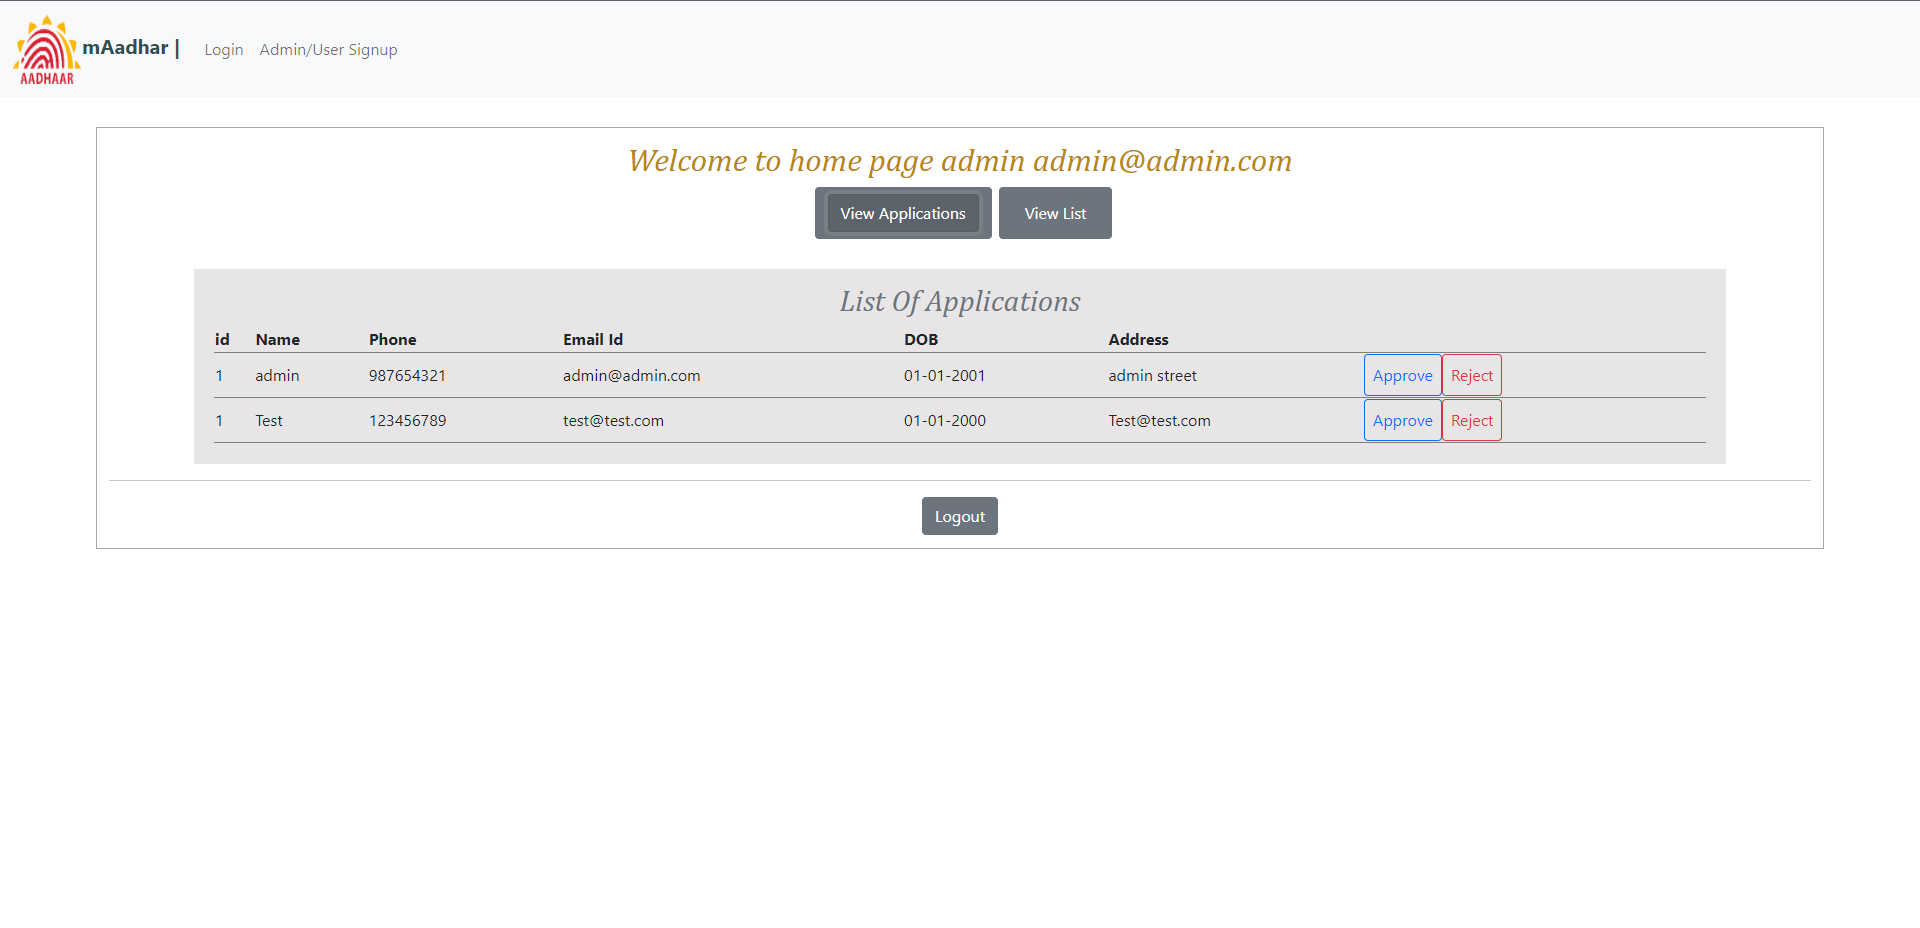 AADHAAR
mAadhar | Login Admin/User Signup
Welcome to home page admin admin@admin.com
View Applications View List
List Of Applications
id Name Phone Email Id DOB Address
1 admin 987654321 admin@admin.com 01-01-2001 admin street Approve Reject
1 Test 123456789 test@test.com 01-01-2000 Test@test.com Approve Reject
Logout